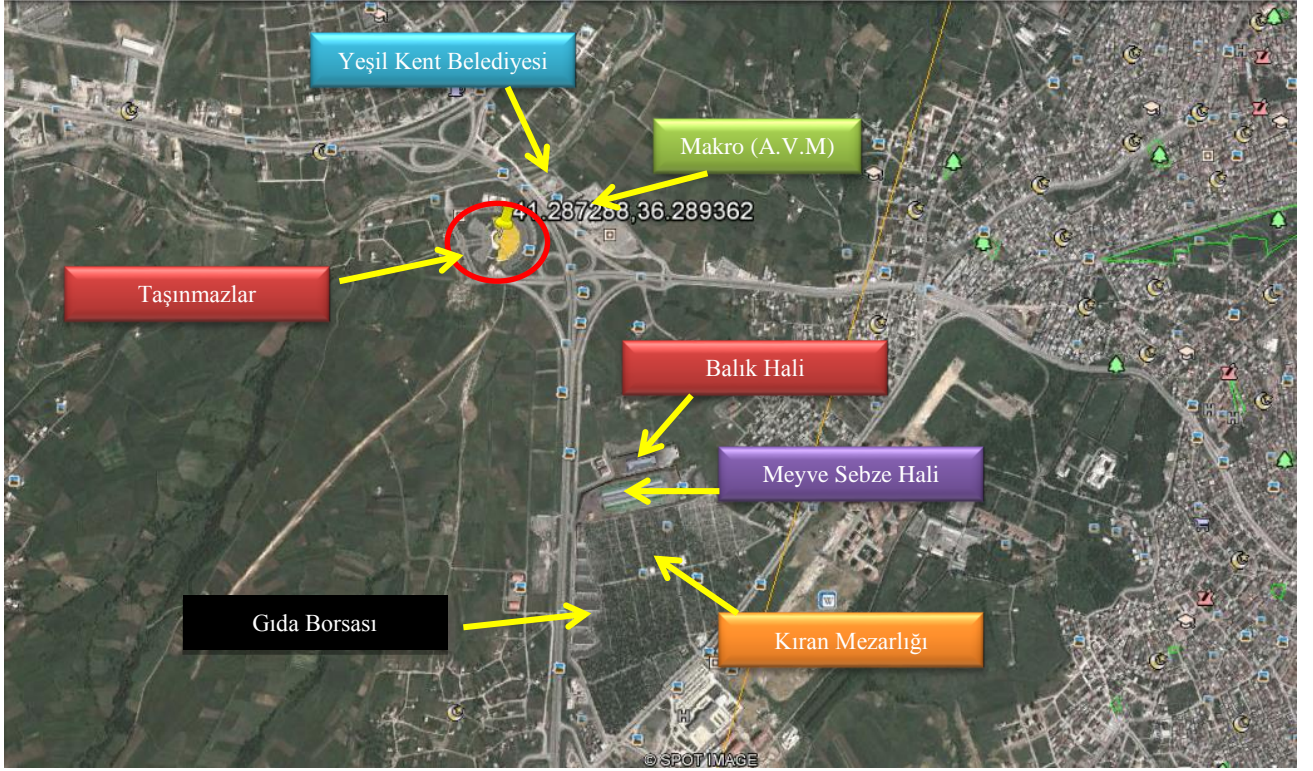 Yeşil Kent Belediyesi
Makro (A.V.M)
41.287288,36.289362
Taşınmazlar
Balık Hali
Meyve Sebze Hali
Gıda Borsası
Kıran Mezarlığı
© SPOT IMAGE